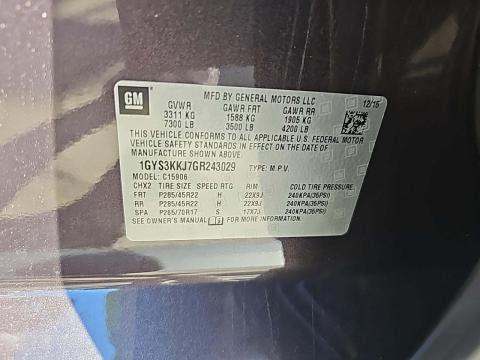 GM
MFD BY GENERAL MOTORS LLC
12/15
GVWR GAWR FRT GAWR RR
3311 KG 1588 KG 1905 KG
7300 LB 3500 LB 4200 LB
THIS VEHICLE CONFORMS TO ALL APPLICABLE U.S. FEDERAL MOTOR
VEHICLE SAFETY STANDARDS IN EFFECT ON THE DATE OF
MANUFACTURE SHOWN ABOVE.
1GYS3KKJ7GR243029 TYPE: M.P.V.
MODEL: C15906
CHX2 TIRE SIZE SPEED RTG RIM COLD TIRE PRESSURE
FRT P285/45R22 H 22X9J 240KPA(35PSI)
RR P285/45R22 H 22X9J 240KPA(35PSI)
SPA P265/70R17 S 17X7J 240KPA(35PSI)
SEE OWNER'S MANUAL